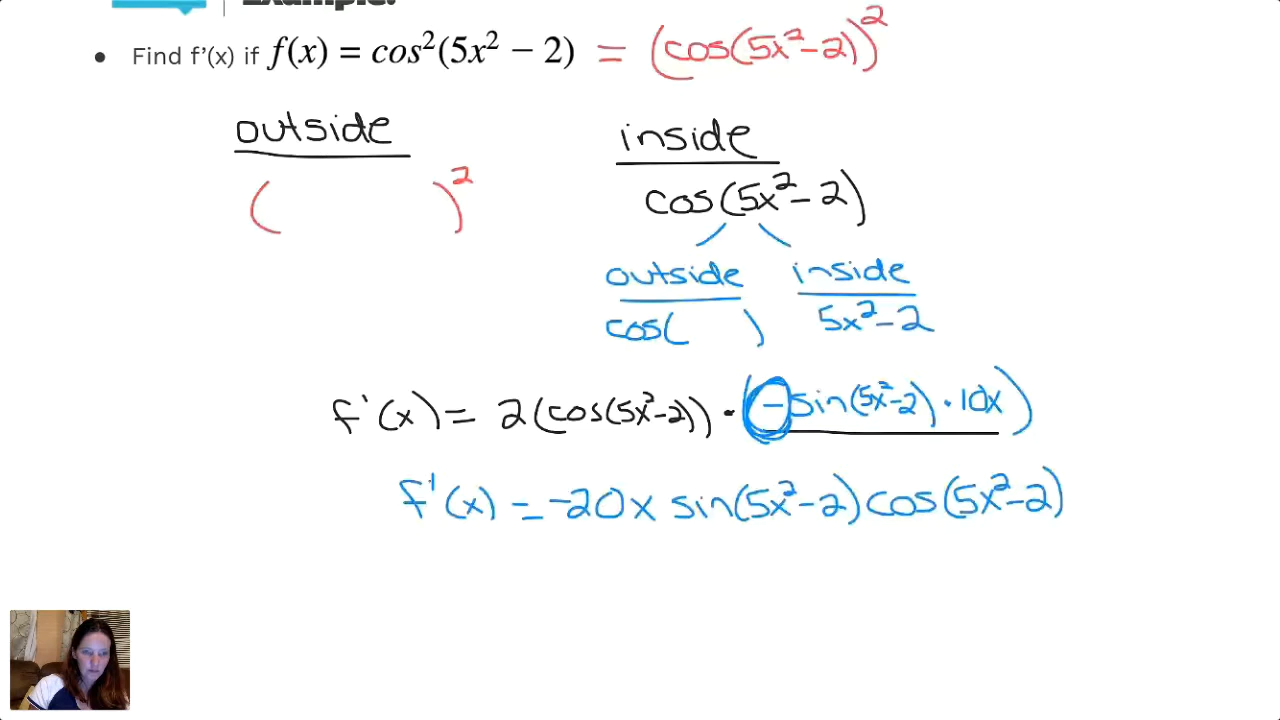 Example:
• Find f'(x) if f(x) = cos²(5x² − 2) = (cos(5x²-2))²
outside inside
( )² cos(5x²-2)
outside inside
cos( ) 5x²-2
f'(x) = 2(cos(5x²-2)) · (-sin(5x²-2) · 10x)
f'(x) = -20x sin(5x²-2)cos(5x²-2)